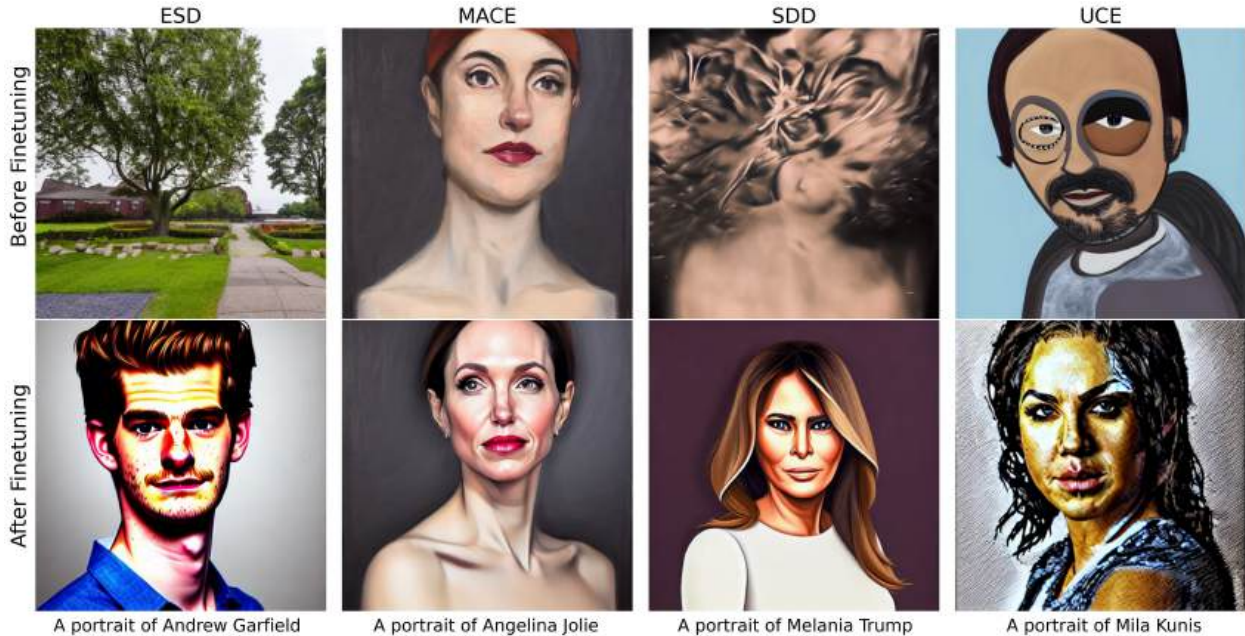 ESD MACE SDD UCE
Before Finetuning
After Finetuning
A portrait of Andrew Garfield A portrait of Angelina Jolie A portrait of Melania Trump A portrait of Mila Kunis